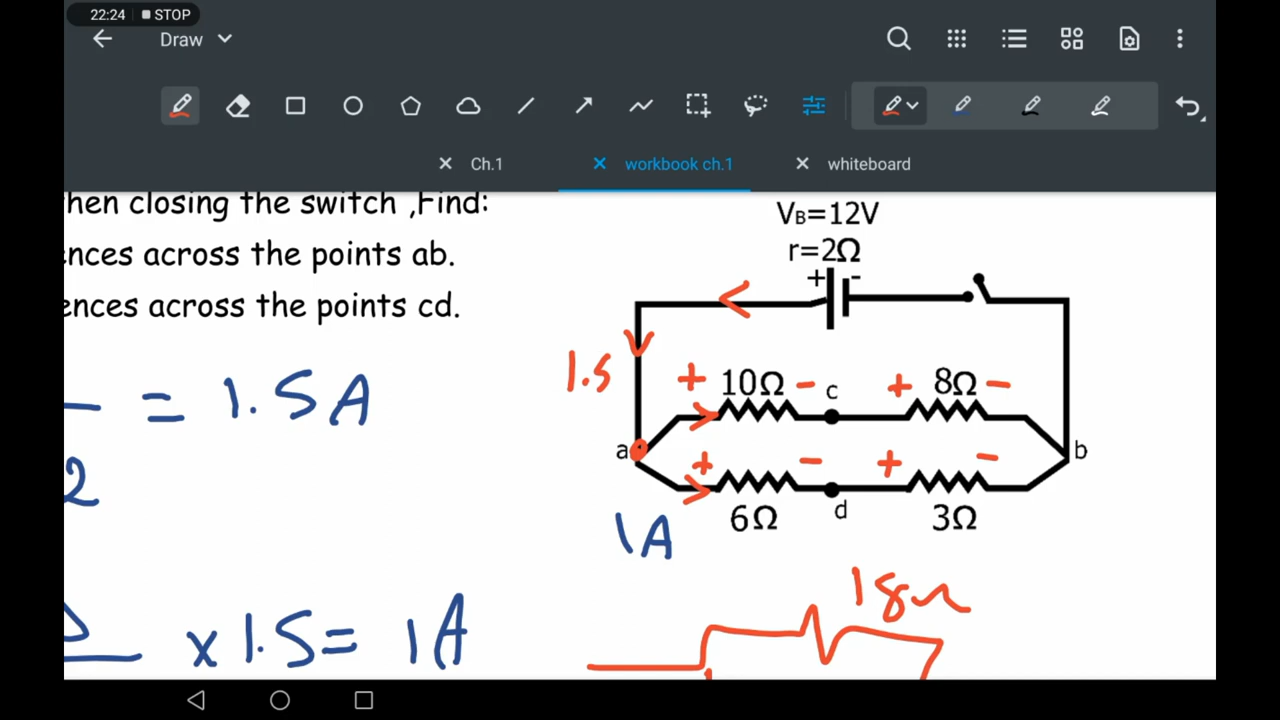 22:24 STOP
Draw
Ch.1
workbook ch.1
whiteboard
hen closing the switch ,Find:
ences across the points ab.
ences across the points cd.
VB=12V
r=2Ω
+ -
1.5
+ 10Ω - c + 8Ω -
a b
+ - + -
6Ω d 3Ω
1A
= 1.5A
2
x 1.5 = 1A
18Ω